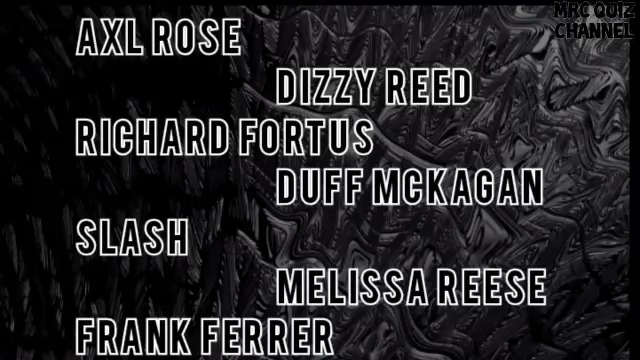 MRC QUIZ
CHANNEL
AXL ROSE
DIZZY REED
RICHARD FORTUS
DUFF MCKAGAN
SLASH
MELISSA REESE
FRANK FERRER